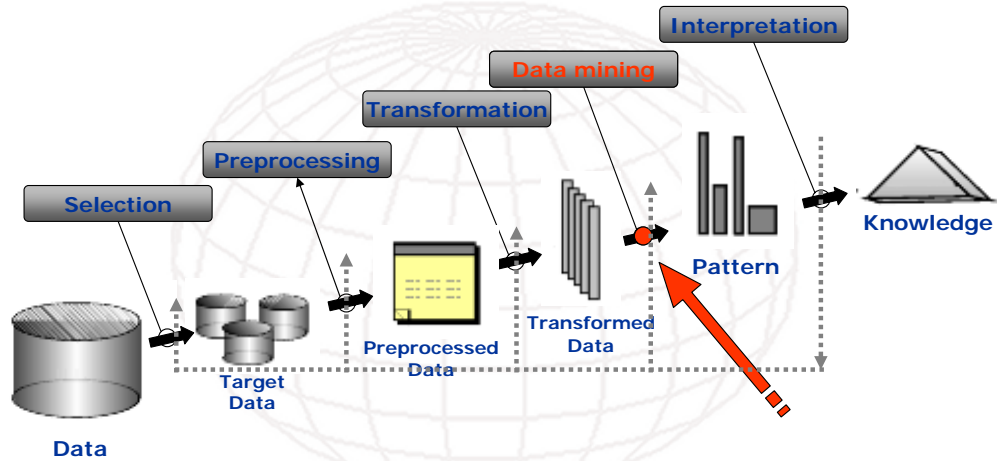 Interpretation
Data mining
Transformation
Preprocessing
Selection
Knowledge
Pattern
Transformed
Data
Preprocessed
Data
Target
Data
Data